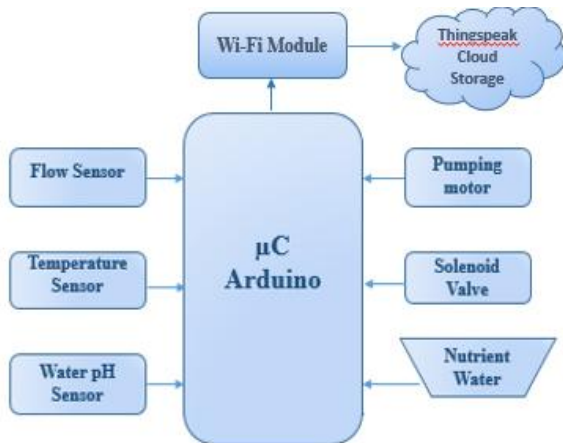 Wi-Fi Module
Thingspeak
Cloud
Storage
Flow Sensor
Temperature
Sensor
Water pH
Sensor
µC
Arduino
Pumping
motor
Solenoid
Valve
Nutrient
Water